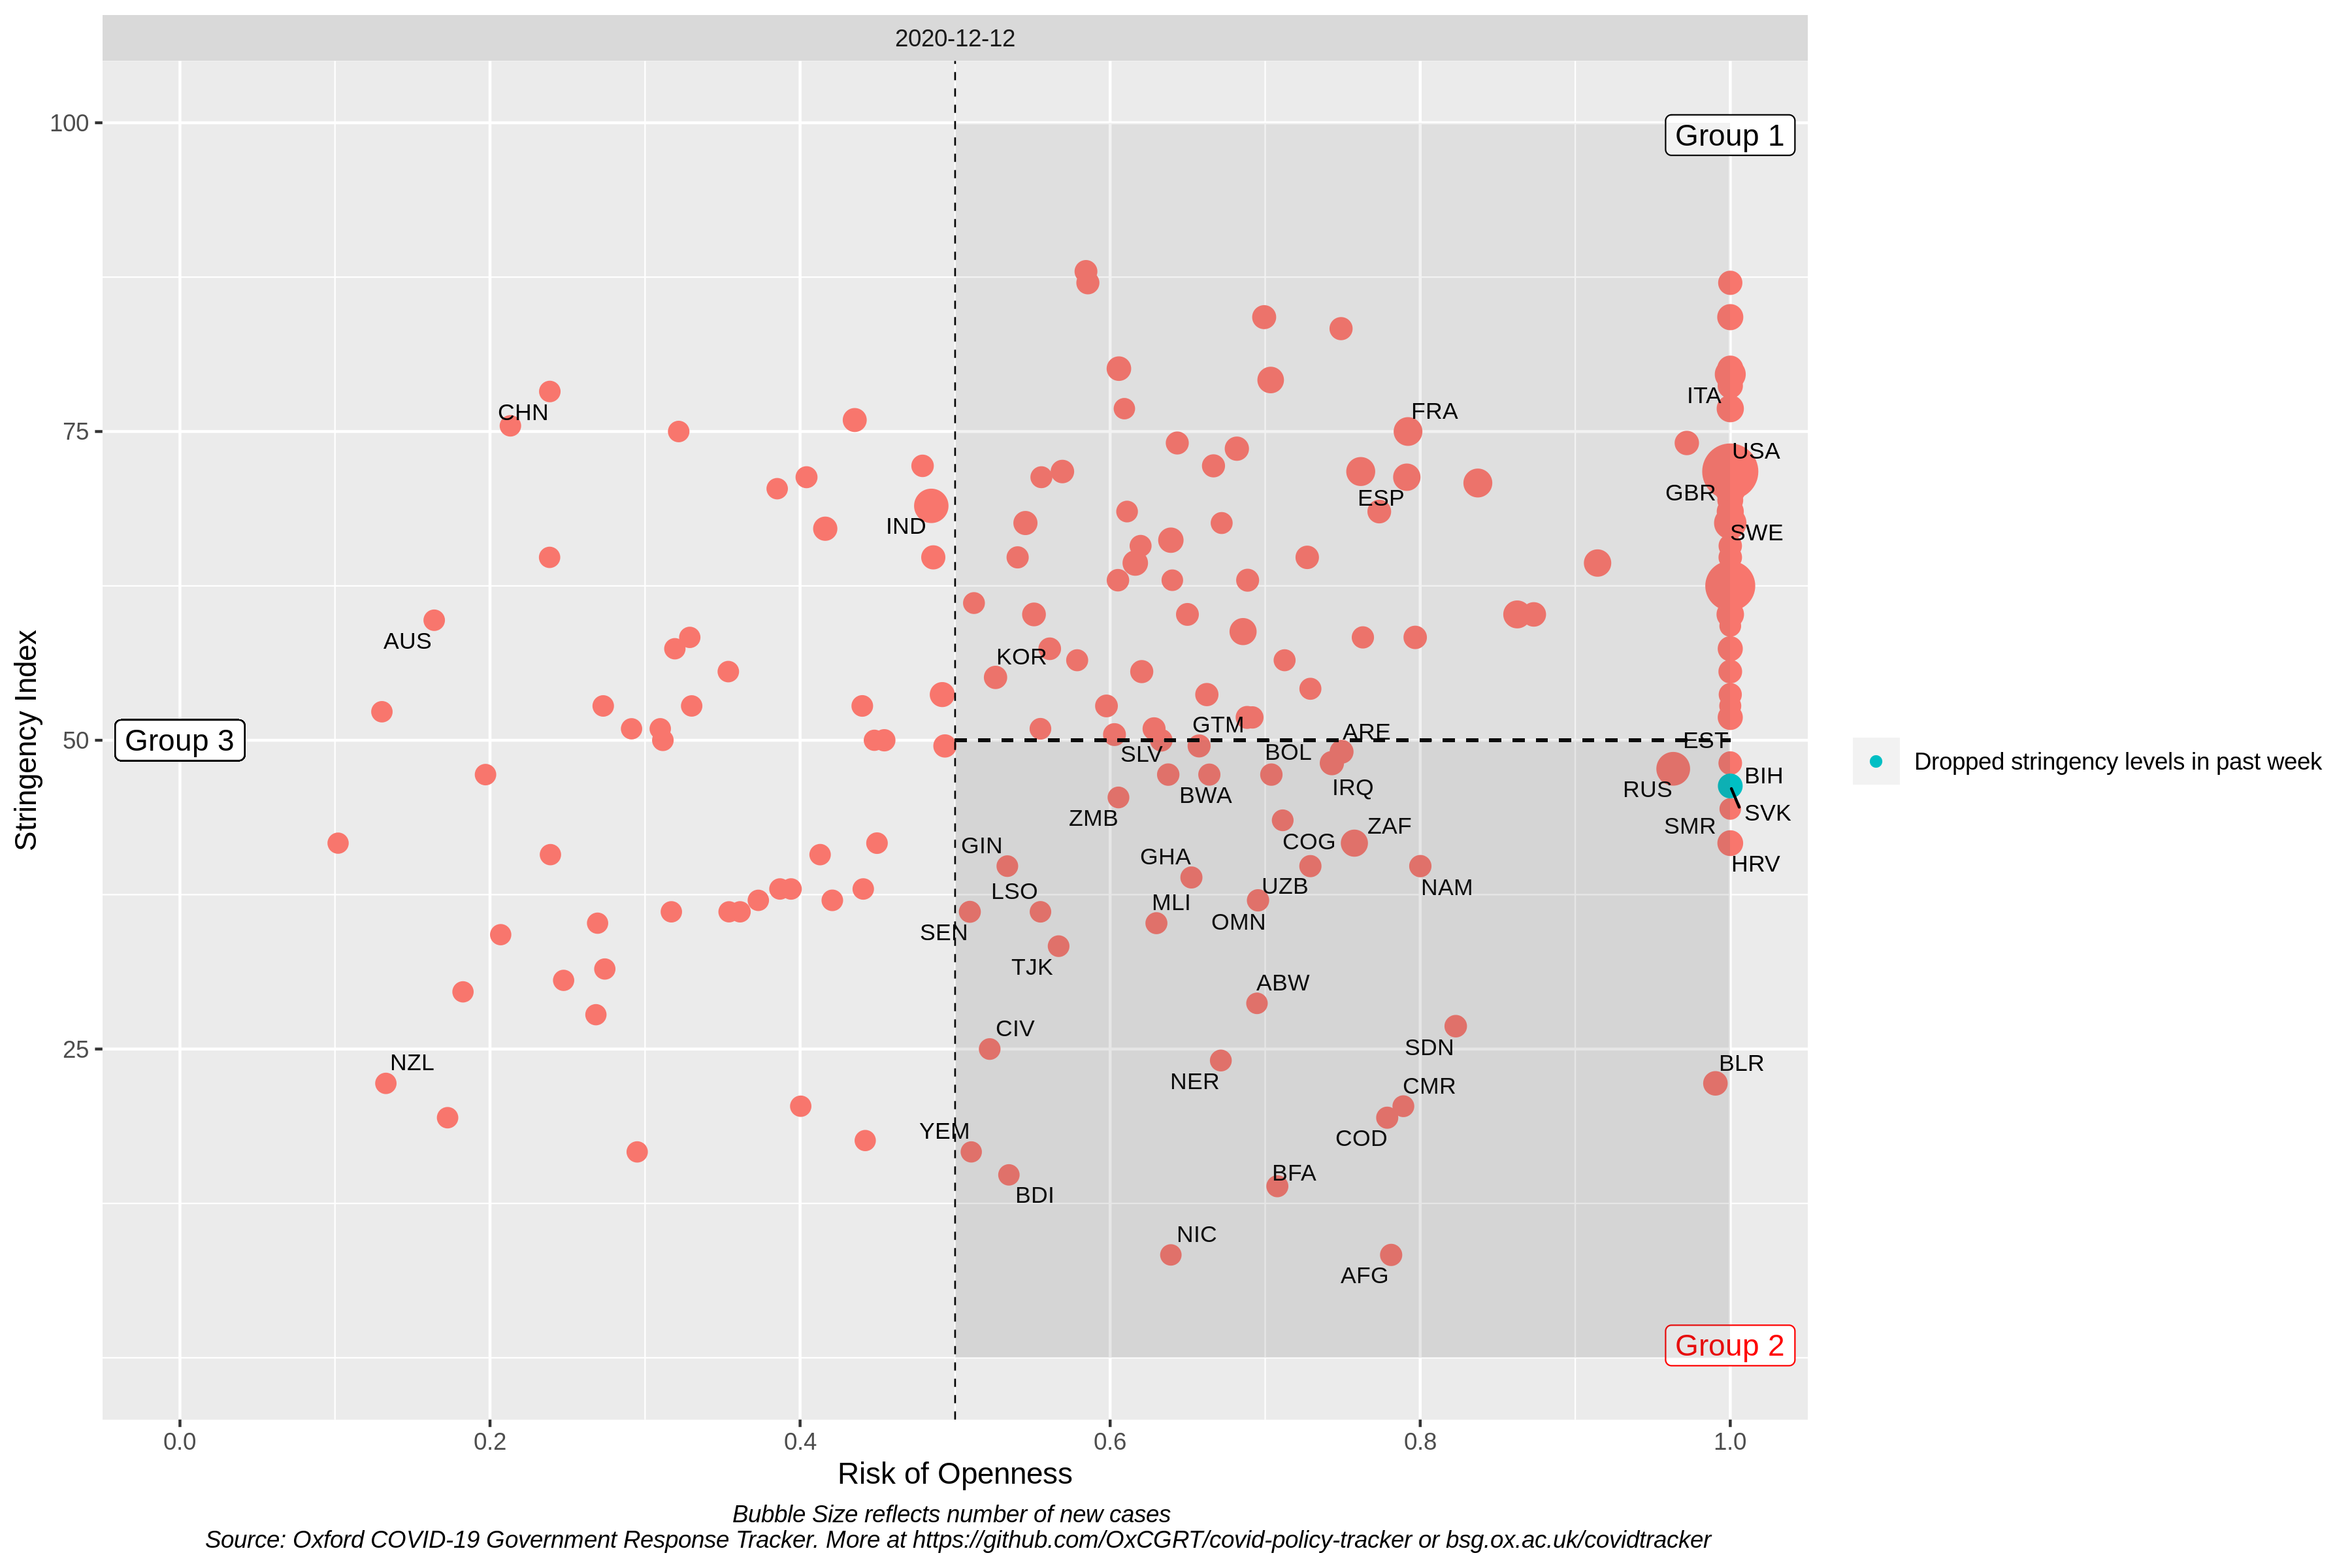 2020-12-12
100
Group 1
ITA
CHN
FRA
75
USA
GBR
ESP
IND
SWE
AUS
KOR
GTM
ARE
50
Group 3
SLV
BOL
EST
Dropped stringency levels in past week
BIH
IRQ
RUS
BWA
ZMB
SVK
ZAF
SMR
COG
GIN
GHA
HRV
LSO
UZB
NAM
MLI
SEN
OMN
TJK
ABW
CIV
25
SDN
NZL
BLR
NER
CMR
YEM
COD
BFA
BDI
NIC
AFG
Group 2
Stringency Index
0.0 0.2 0.4 0.6 0.8 1.0
Risk of Openness
Bubble Size reflects number of new cases
Source: Oxford COVID-19 Government Response Tracker. More at https://github.com/OxCGRT/covid-policy-tracker or bsg.ox.ac.uk/covidtracker